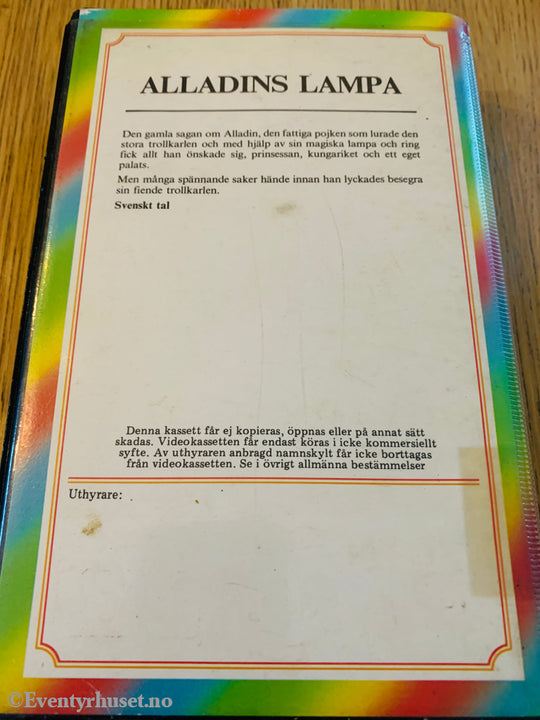 ALLADINS LAMPA
Den gamla sagan om Alladin, den fattiga pojken som lurade den
stora trollkarlen och med hjälp av sin magiska lampa och ring
fick allt han önskade sig, prinsessan, kungariket och ett eget
palats.
Men många spännande saker hände innan han lyckades besegra
sin fiende trollkarlen.
Svenskt tal
Denna kassett får ej kopieras, öppnas eller på annat sätt
skadas. Videokassetten får endast köras i icke kommersiellt
syfte. Av uthyraren anbragd namnskylt får icke borttagas
från videokassetten. Se i övrigt allmänna bestämmelser
Uthyrare:
©Eventyrhuset.no